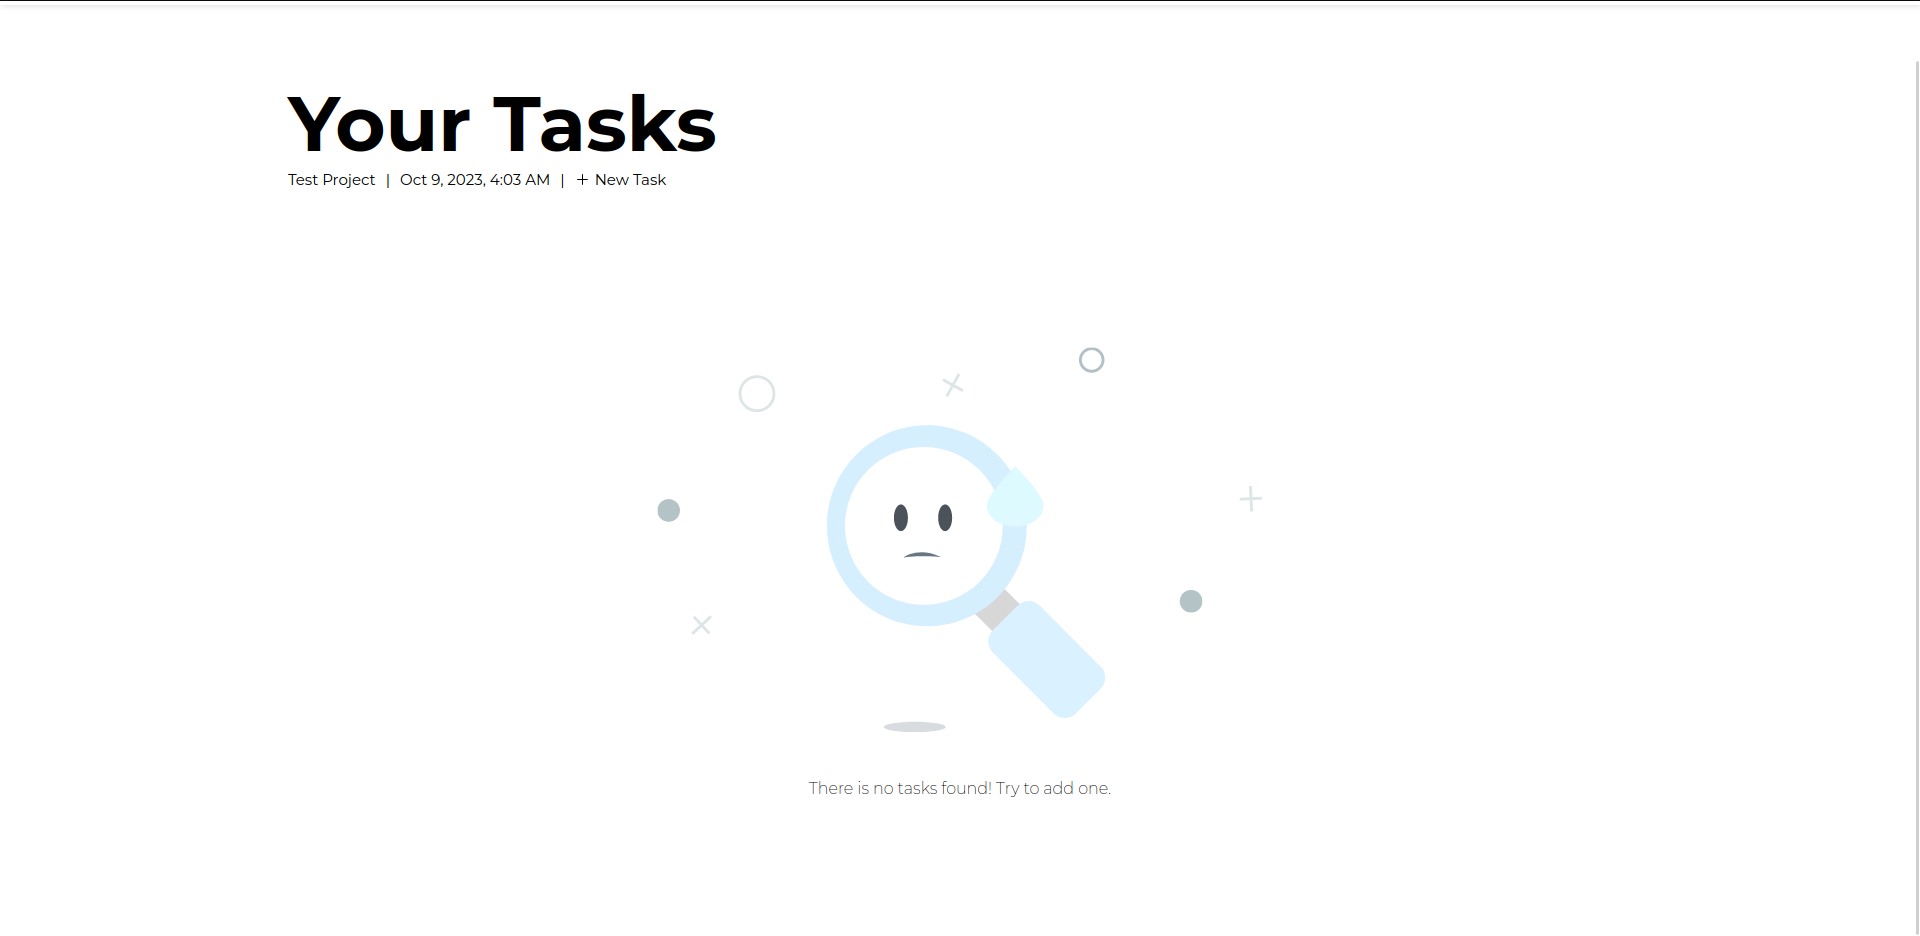 Your Tasks
Test Project | Oct 9, 2023, 4:03 AM | + New Task
There is no tasks found! Try to add one.